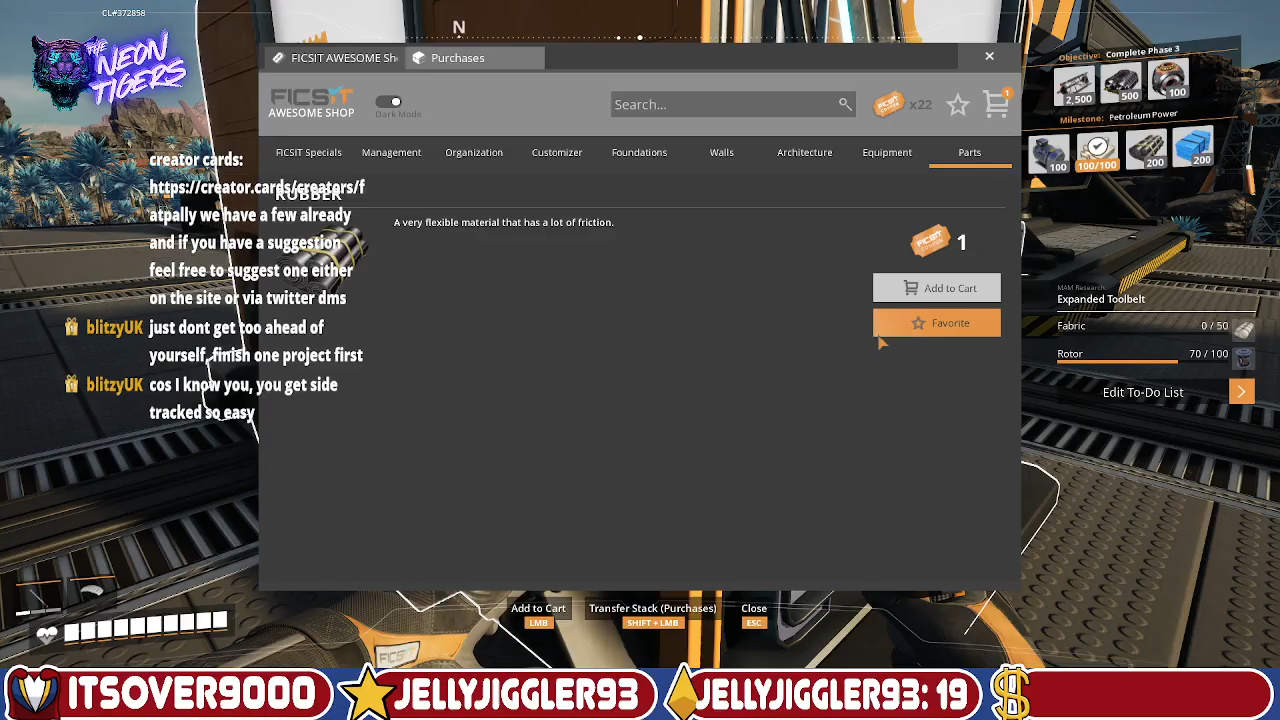 CL#372858
N
THE
NEON
TIGERS
FICSIT AWESOME Sh
Purchases
FICSIT
AWESOME SHOP
Dark Mode
Search...
x22
1
FICSIT Specials
Management
Organization
Customizer
Foundations
Walls
Architecture
Equipment
Parts
RUBBER
A very flexible material that has a lot of friction.
FICSIT
1
Add to Cart
Favorite
Objective: Complete Phase 3
2,500
500
100
Milestone: Petroleum Power
100
100/100
200
200
MAM Research:
Expanded Toolbelt
Fabric 0 / 50
Rotor 70 / 100
Edit To-Do List
creator cards:
https://creator.cards/creators/f
atpally we have a few already
and if you have a suggestion
feel free to suggest one either
on the site or via twitter dms
blitzyUK just dont get too ahead of
yourself, finish one project first
blitzyUK cos I know you, you get side
tracked so easy
Add to Cart
LMB
Transfer Stack (Purchases)
SHIFT + LMB
Close
ESC
FICSIT
ITSOVER9000
JELLYJIGGLER93
JELLYJIGGLER93: 19